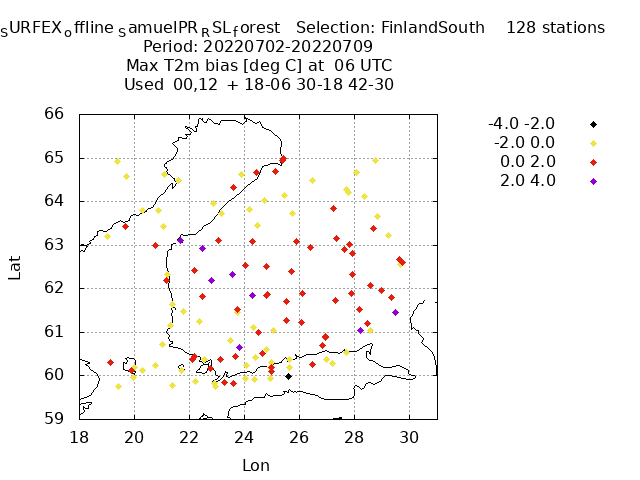 SURFEXoffline SamuelPRRSLforest Selection: FinlandSouth 128 stations
Period: 20220702-20220709
Max T2m bias [deg C] at 06 UTC
Used 00,12 + 18-06 30-18 42-30
-4.0 -2.0
-2.0 0.0
0.0 2.0
2.0 4.0
66
65
64
63
62
61
60
59
Lat
18 20 22 24 26 28 30
Lon